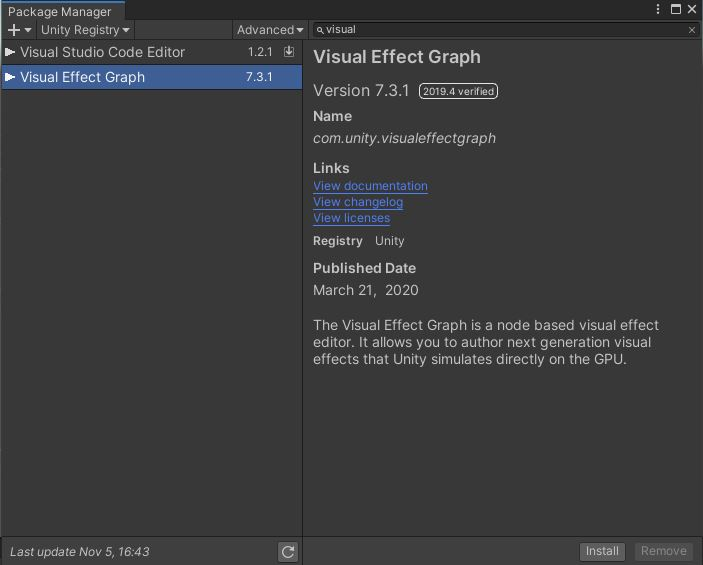 Package Manager
Unity Registry
Advanced
visual
Visual Studio Code Editor 1.2.1
Visual Effect Graph 7.3.1
Visual Effect Graph
Version 7.3.1 2019.4 verified
Name
com.unity.visualeffectgraph
Links
View documentation
View changelog
View licenses
Registry Unity
Published Date
March 21, 2020
The Visual Effect Graph is a node based visual effect
editor. It allows you to author next generation visual
effects that Unity simulates directly on the GPU.
Last update Nov 5, 16:43
Install
Remove